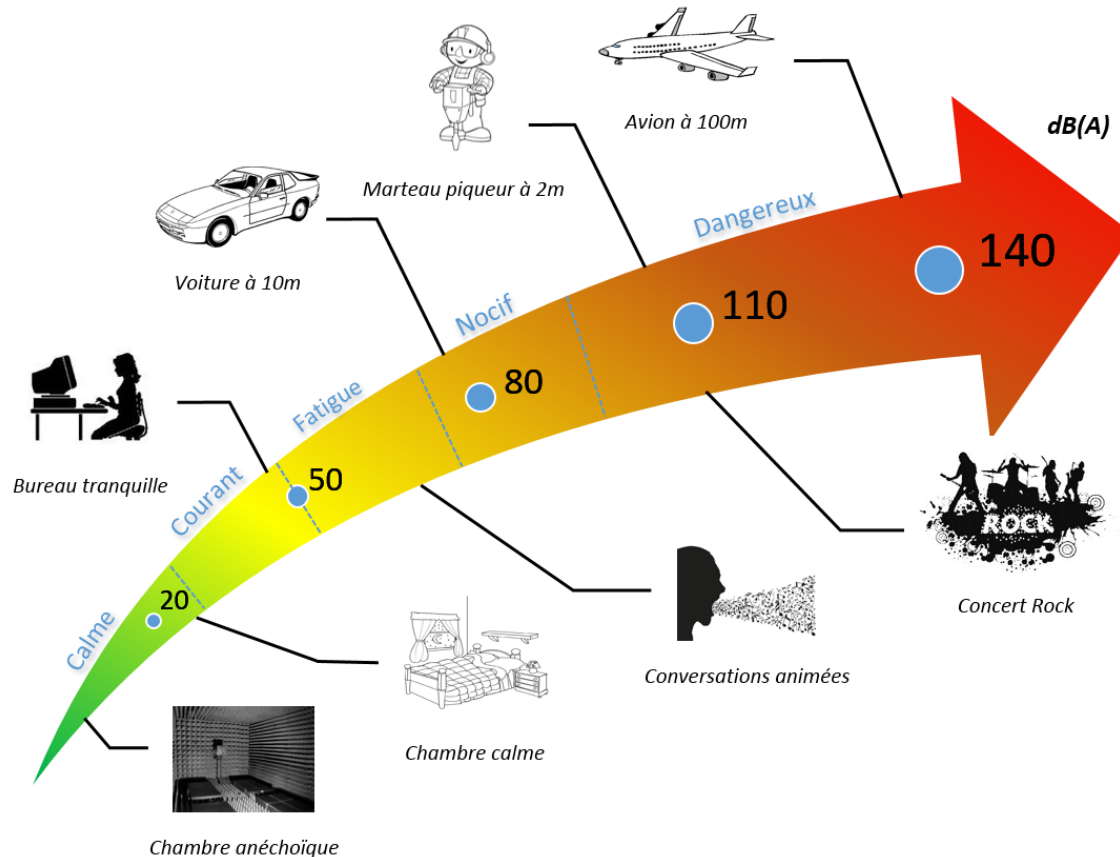 dB(A)
Avion à 100m
Marteau piqueur à 2m
Dangereux
140
Voiture à 10m
110
Nocif
80
Fatigue
Bureau tranquille
50
Courant
ROCK
Concert Rock
20
Calme
Conversations animées
Chambre calme
Chambre anéchoïque